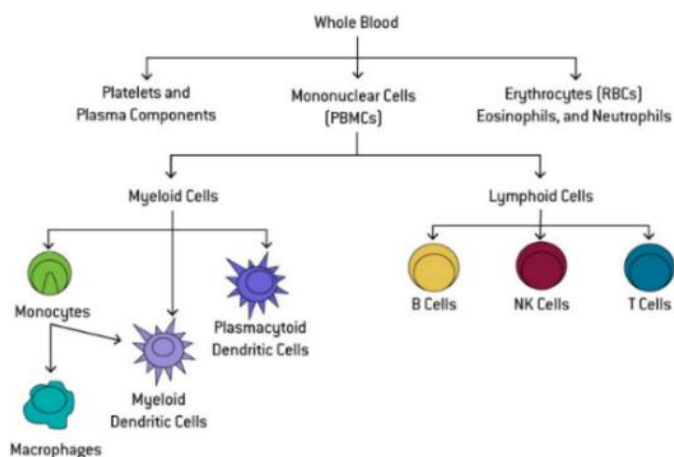 Whole Blood
Platelets and
Plasma Components
Mononuclear Cells
(PBMCs)
Erythrocytes (RBCs)
Eosinophils, and Neutrophils
Myeloid Cells
Lymphoid Cells
Monocytes
Plasmacytoid
Dendritic Cells
B Cells
NK Cells
T Cells
Myeloid
Dendritic Cells
Macrophages